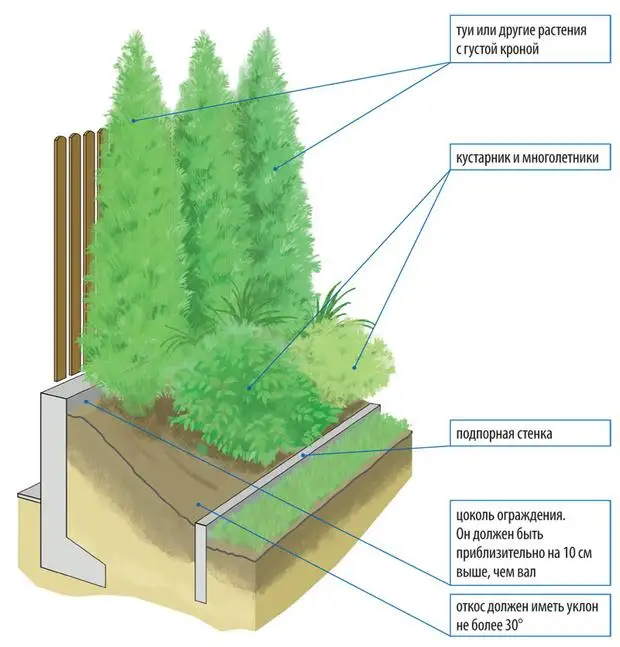 туи или другие растения
с густой кроной
кустарник и многолетники
подпорная стенка
цоколь ограждения.
Он должен быть
приблизительно на 10 см
выше, чем вал
откос должен иметь уклон
не более 30°